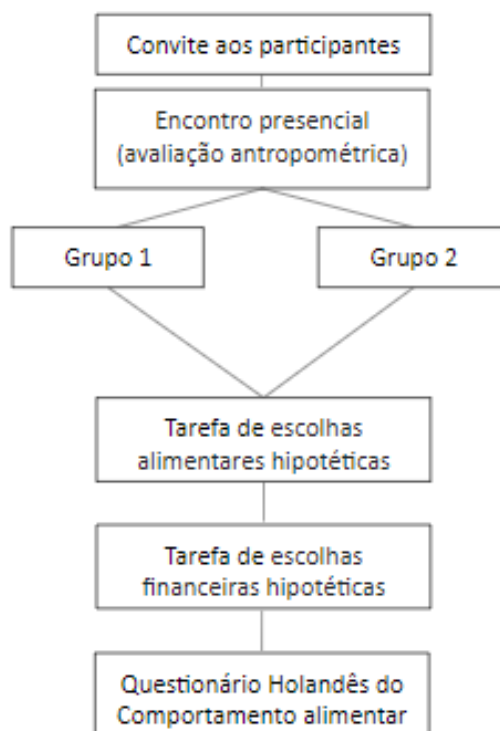 Convite aos participantes
Encontro presencial
(avaliação antropométrica)
Grupo 1
Grupo 2
Tarefa de escolhas
alimentares hipotéticas
Tarefa de escolhas
financeiras hipotéticas
Questionário Holandês do
Comportamento alimentar